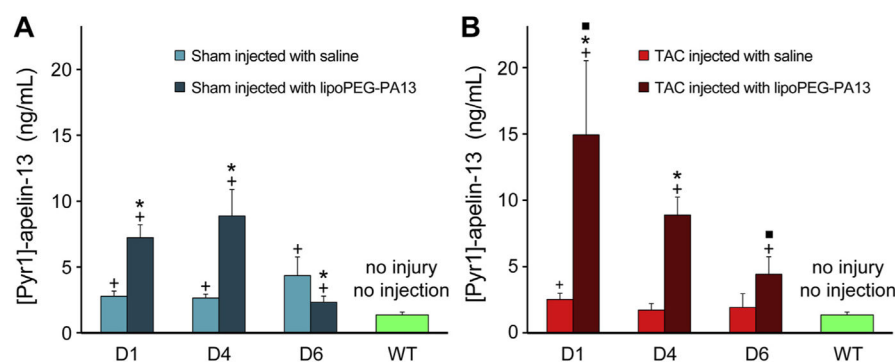 A
[Pyr1]-apelin-13 (ng/mL)
20
15
10
5
0
Sham injected with saline
Sham injected with lipoPEG-PA13
+
*
+
+
*
+
+
*
+
no injury
no injection
D1 D4 D6 WT
B
[Pyr1]-apelin-13 (ng/mL)
20
15
10
5
0
TAC injected with saline
TAC injected with lipoPEG-PA13
+
■
*
+
*
+
■
+
no injury
no injection
D1 D4 D6 WT